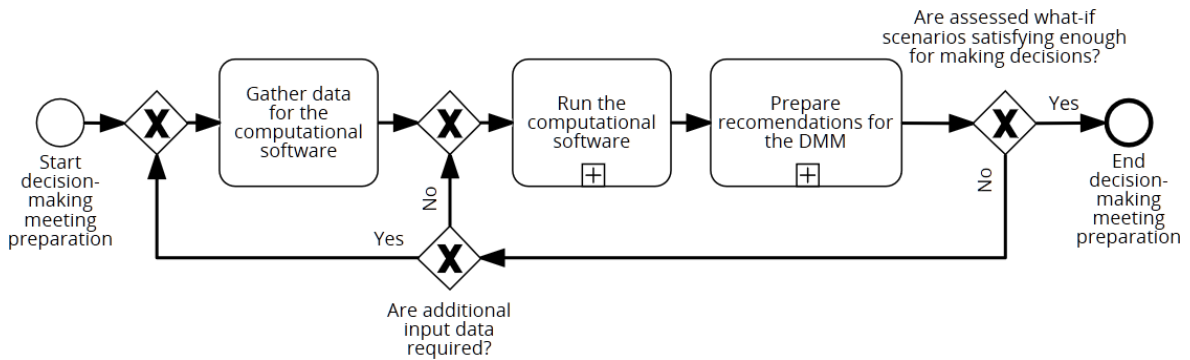 Are assessed what-if
scenarios satisfying enough
for making decisions?
Gather data
for the
computational
software
Run the
computational
software
Prepare
recomendations for
the DMM
Yes
Start
decision-
making
meeting
preparation
No
No
End
decision-
making
meeting
preparation
Yes
Are additional
input data
required?